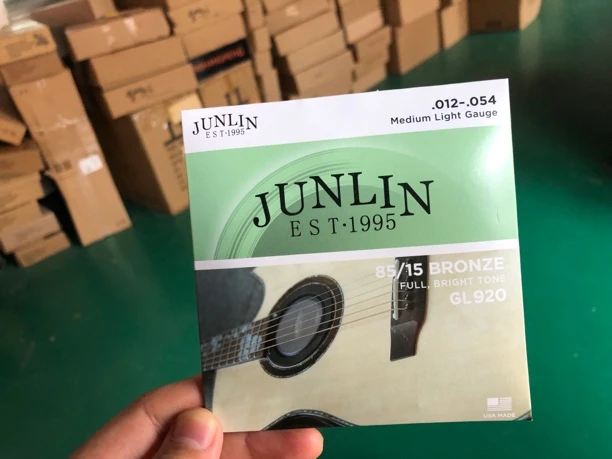 JUNLIN
EST·1995
.012-.054
Medium Light Gauge
JUNLIN
EST·1995
85/15 BRONZE
FULL, BRIGHT TONE
GL920
USA MADE